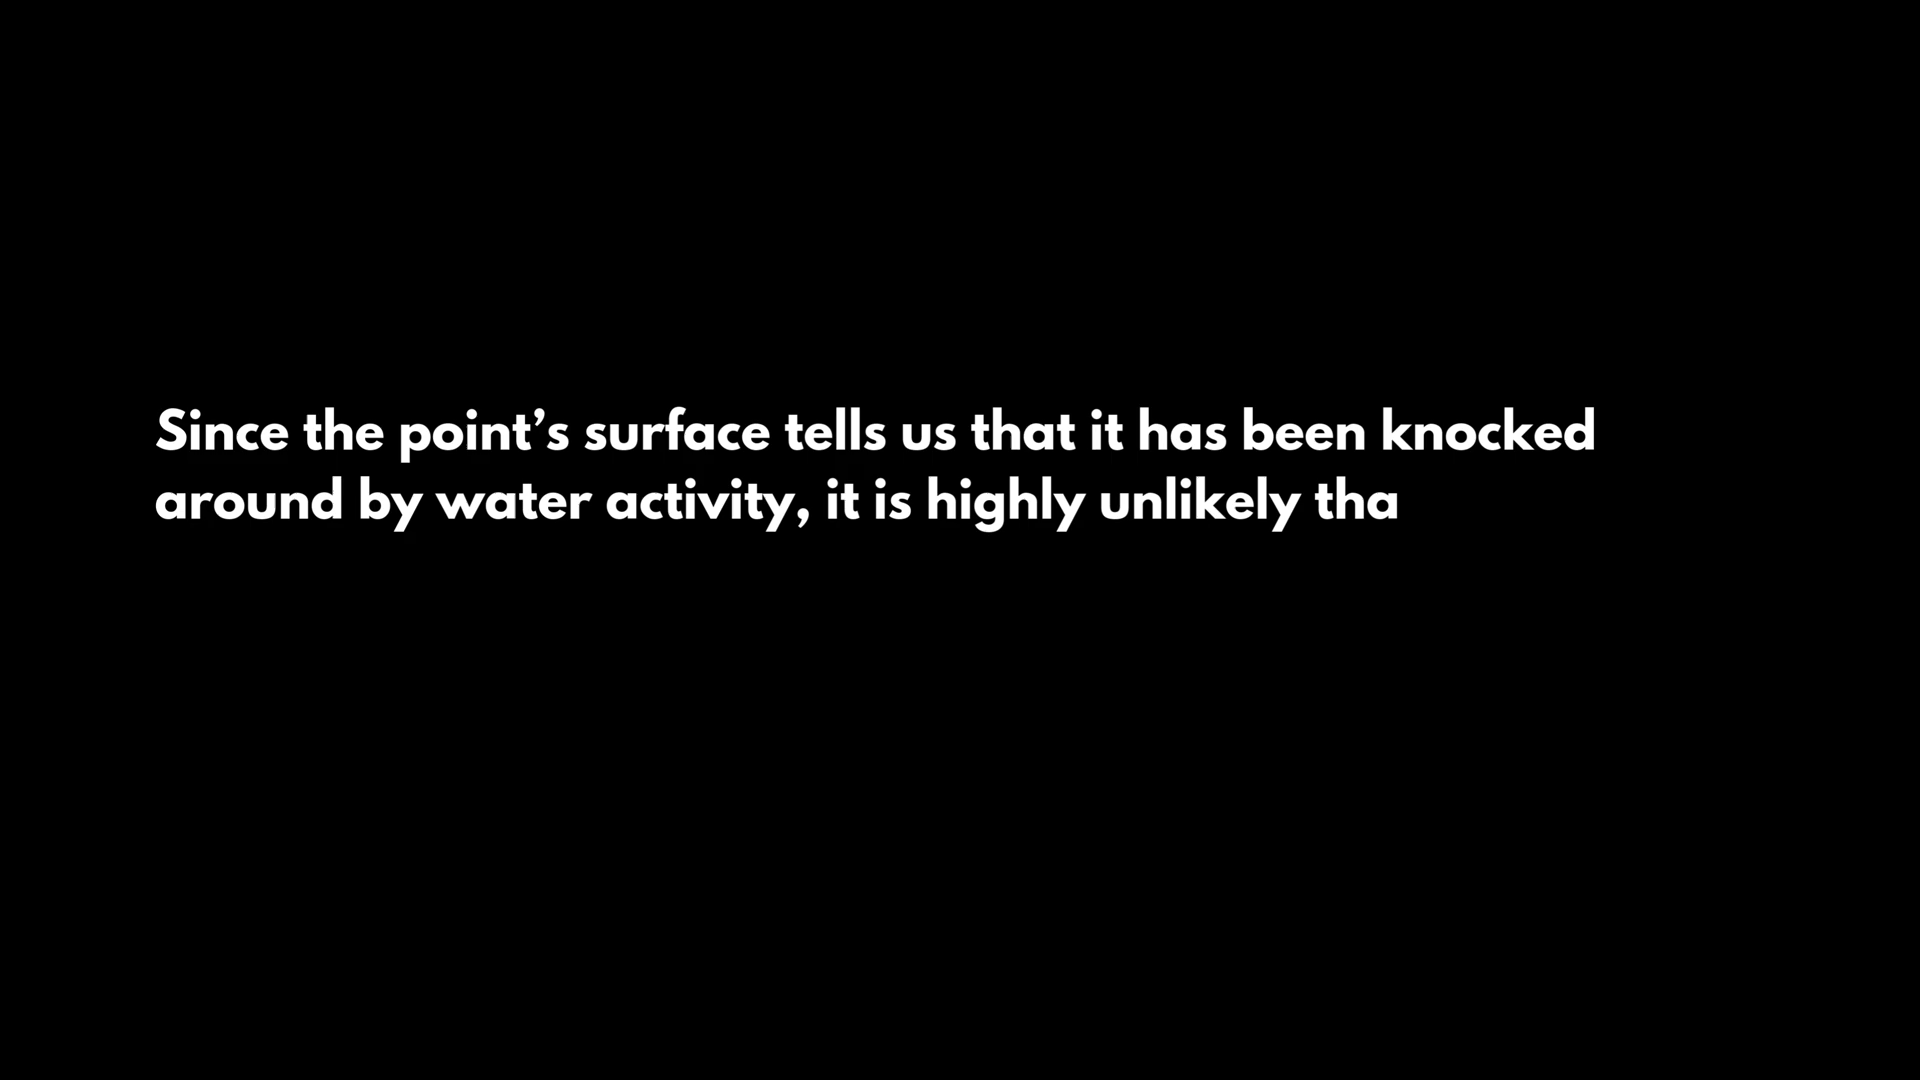 Since the point’s surface tells us that it has been knocked
around by water activity, it is highly unlikely tha